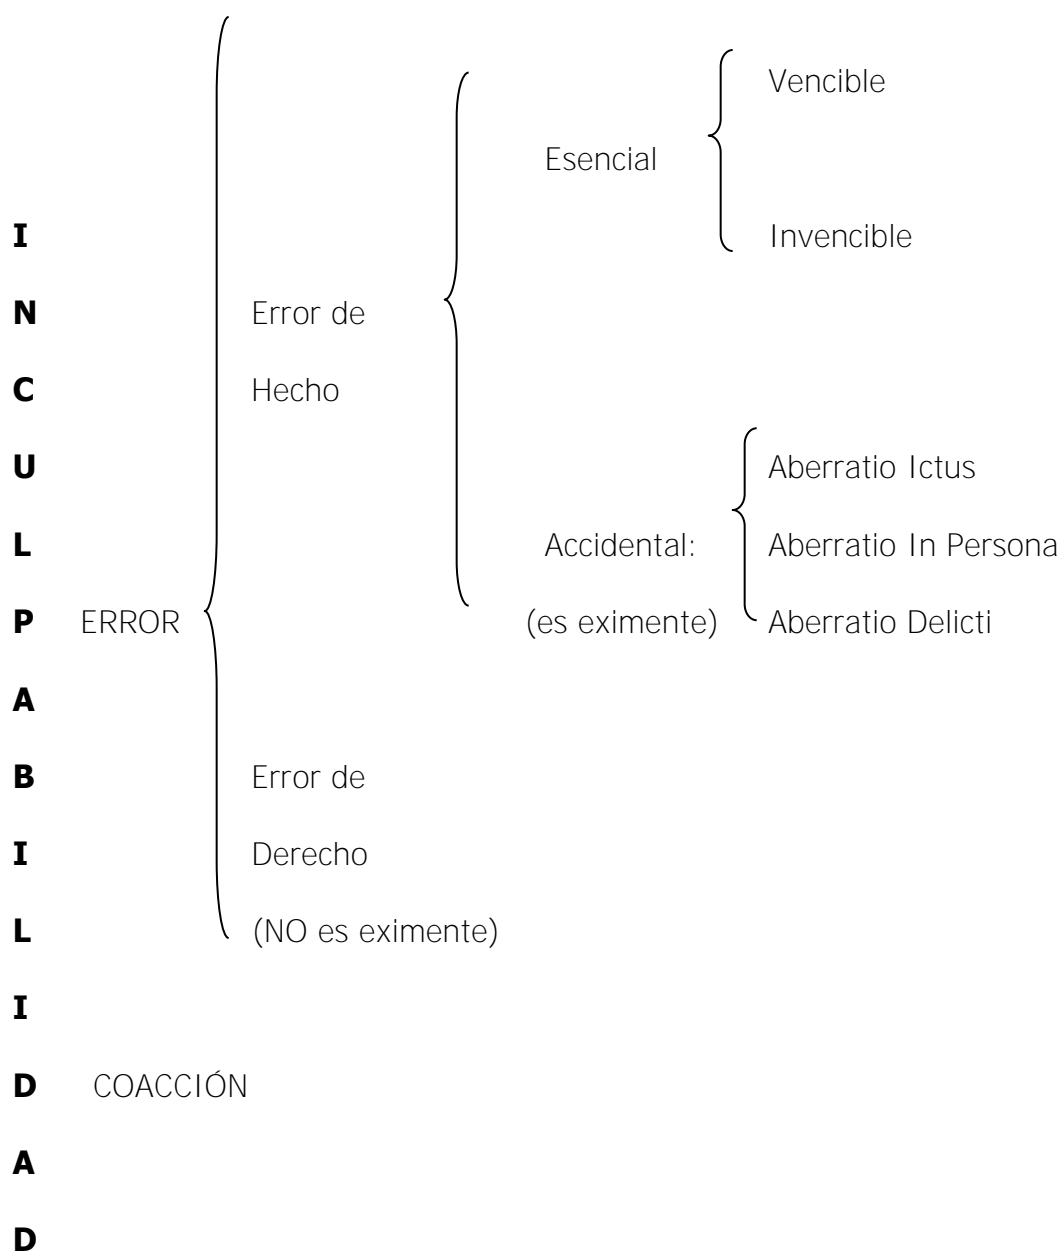 Vencible
Esencial
I Invencible
N Error de
C Hecho
U Aberratio Ictus
L Accidental: Aberratio In Persona
P ERROR (es eximente) Aberratio Delicti
A
B Error de
I Derecho
L (NO es eximente)
I
D COACCIÓN
A
D